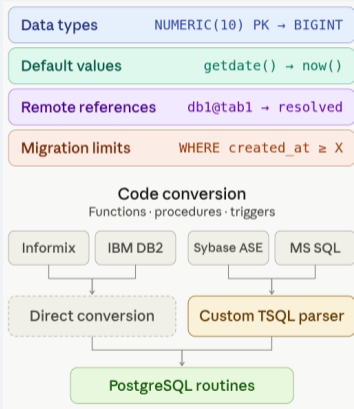 Data types NUMERIC(10) PK → BIGINT
Default values getdate() → now()
Remote references db1@tab1 → resolved
Migration limits WHERE created_at ≥ X
Code conversion
Functions · procedures · triggers
Informix IBM DB2 Sybase ASE MS SQL
Direct conversion Custom TSQL parser
PostgreSQL routines